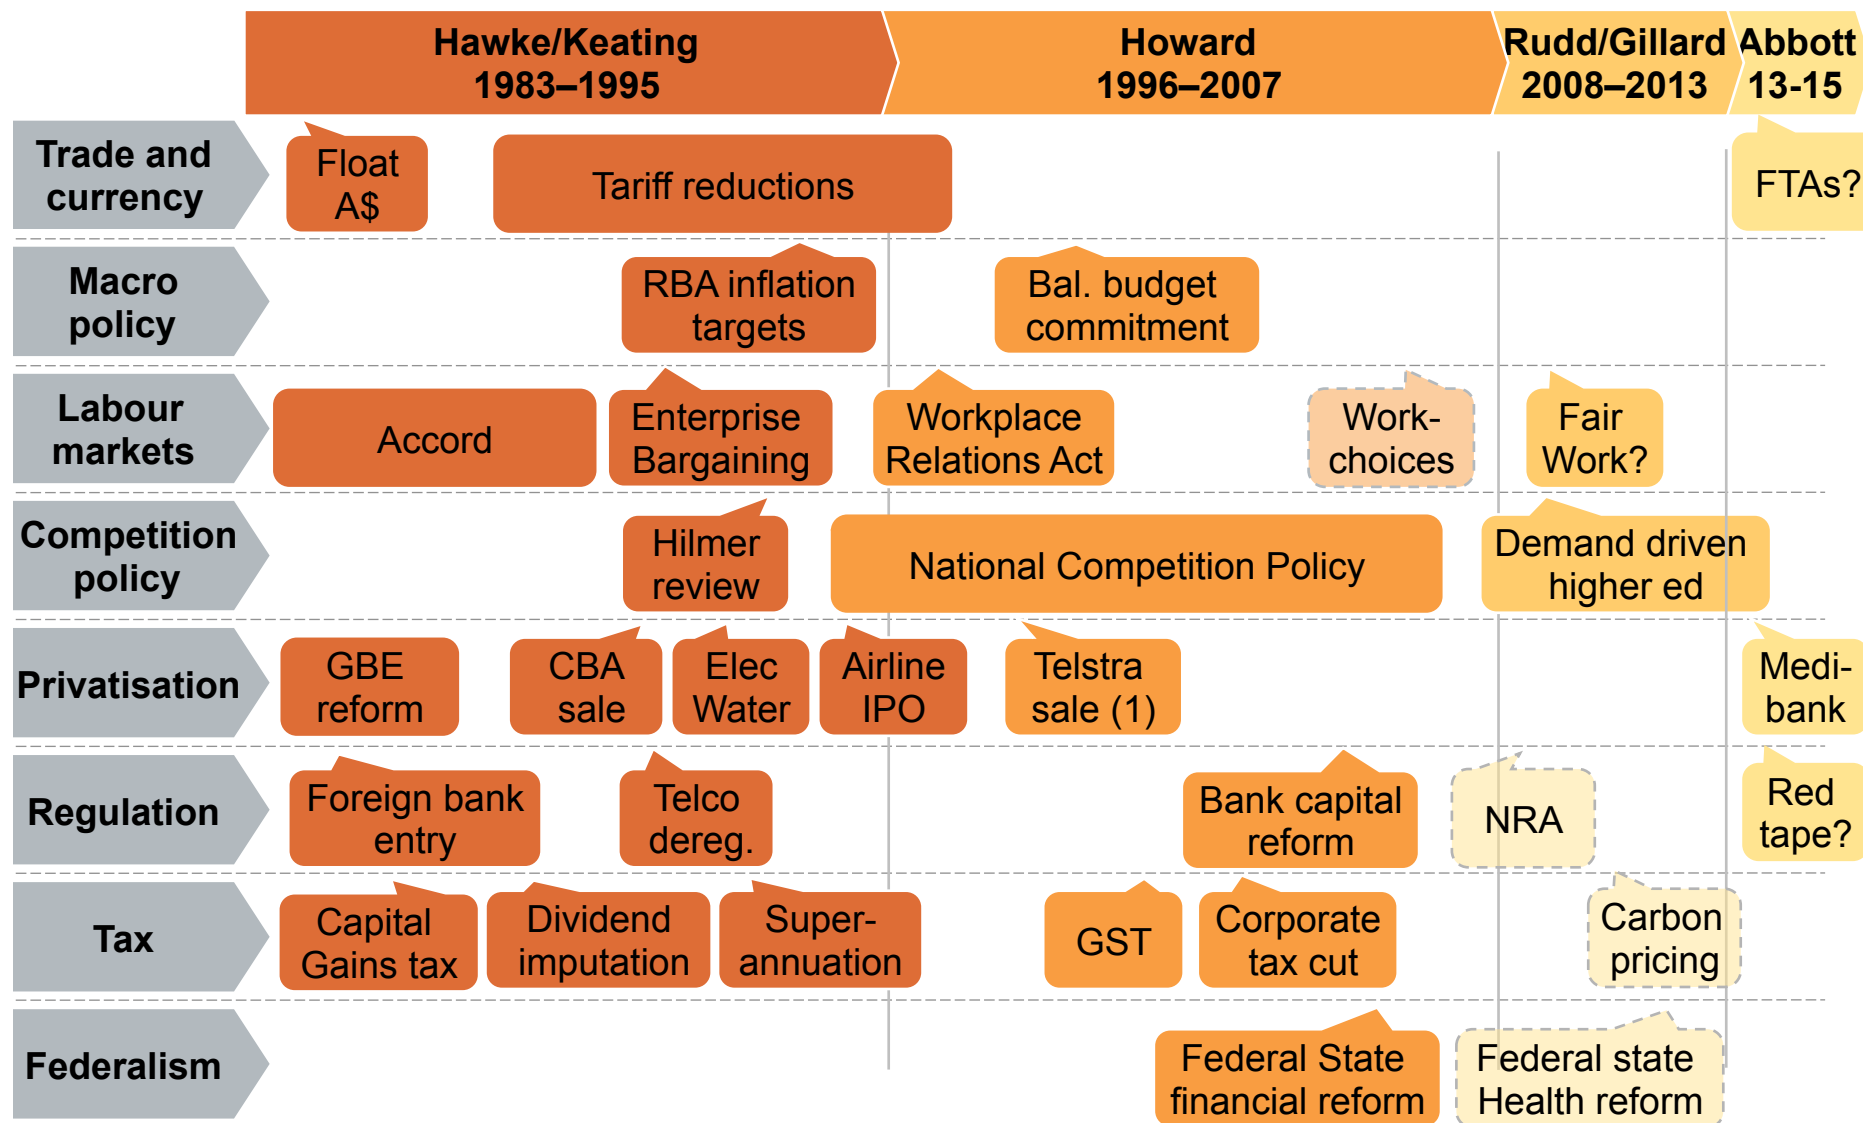 Hawke/Keating
1983–1995
Howard
1996–2007
Rudd/Gillard
2008–2013
Abbott
13-15
Trade and
currency
Float
A$
Tariff reductions
FTAs?
Macro
policy
RBA inflation
targets
Bal. budget
commitment
Labour
markets
Accord
Enterprise
Bargaining
Workplace
Relations Act
Work-
choices
Fair
Work?
Competition
policy
Hilmer
review
National Competition Policy
Demand driven
higher ed
Privatisation
GBE
reform
CBA
sale
Elec
Water
Airline
IPO
Telstra
sale (1)
Medi-
bank
Regulation
Foreign bank
entry
Telco
dereg.
Bank capital
reform
NRA
Red
tape?
Tax
Capital
Gains tax
Dividend
imputation
Super-
annuation
GST
Corporate
tax cut
Carbon
pricing
Federalism
Federal State
financial reform
Federal state
Health reform